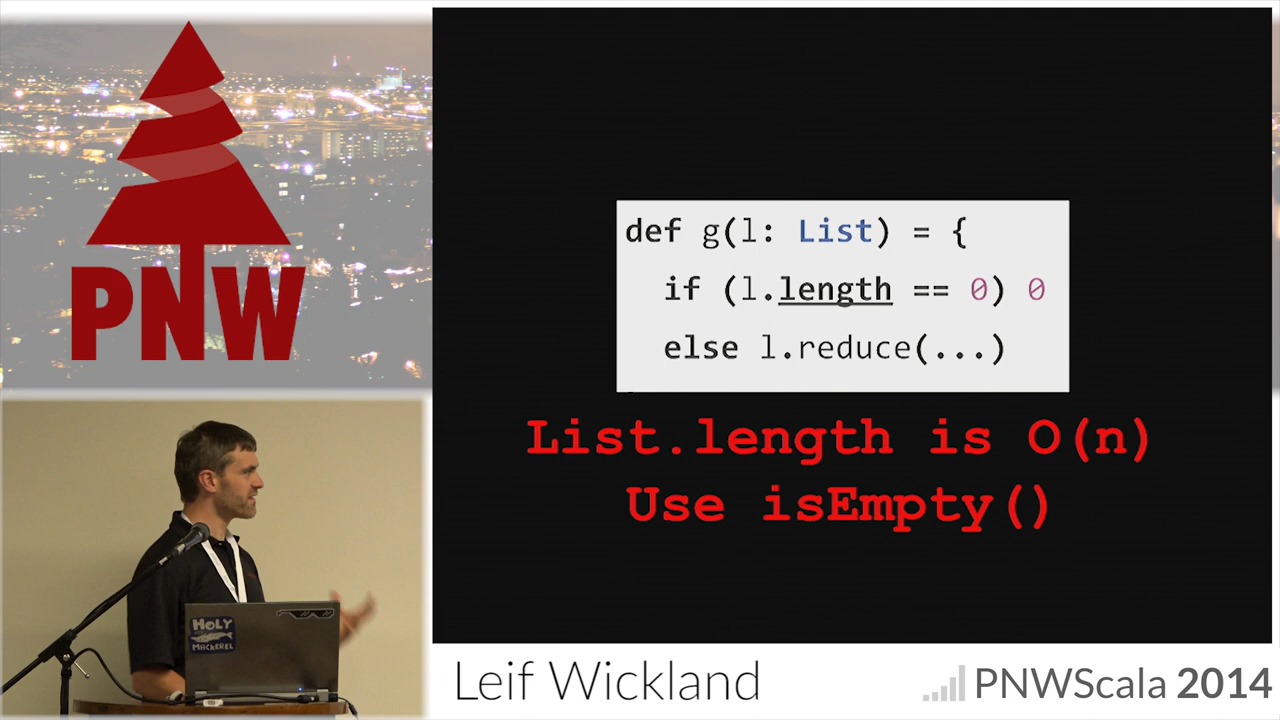 PNW
def g(l: List) = {
if (l.length == 0) 0
else l.reduce(...)
List.length is O(n)
Use isEmpty()
HOLY
MACKEREL
Leif Wickland
PNWScala 2014